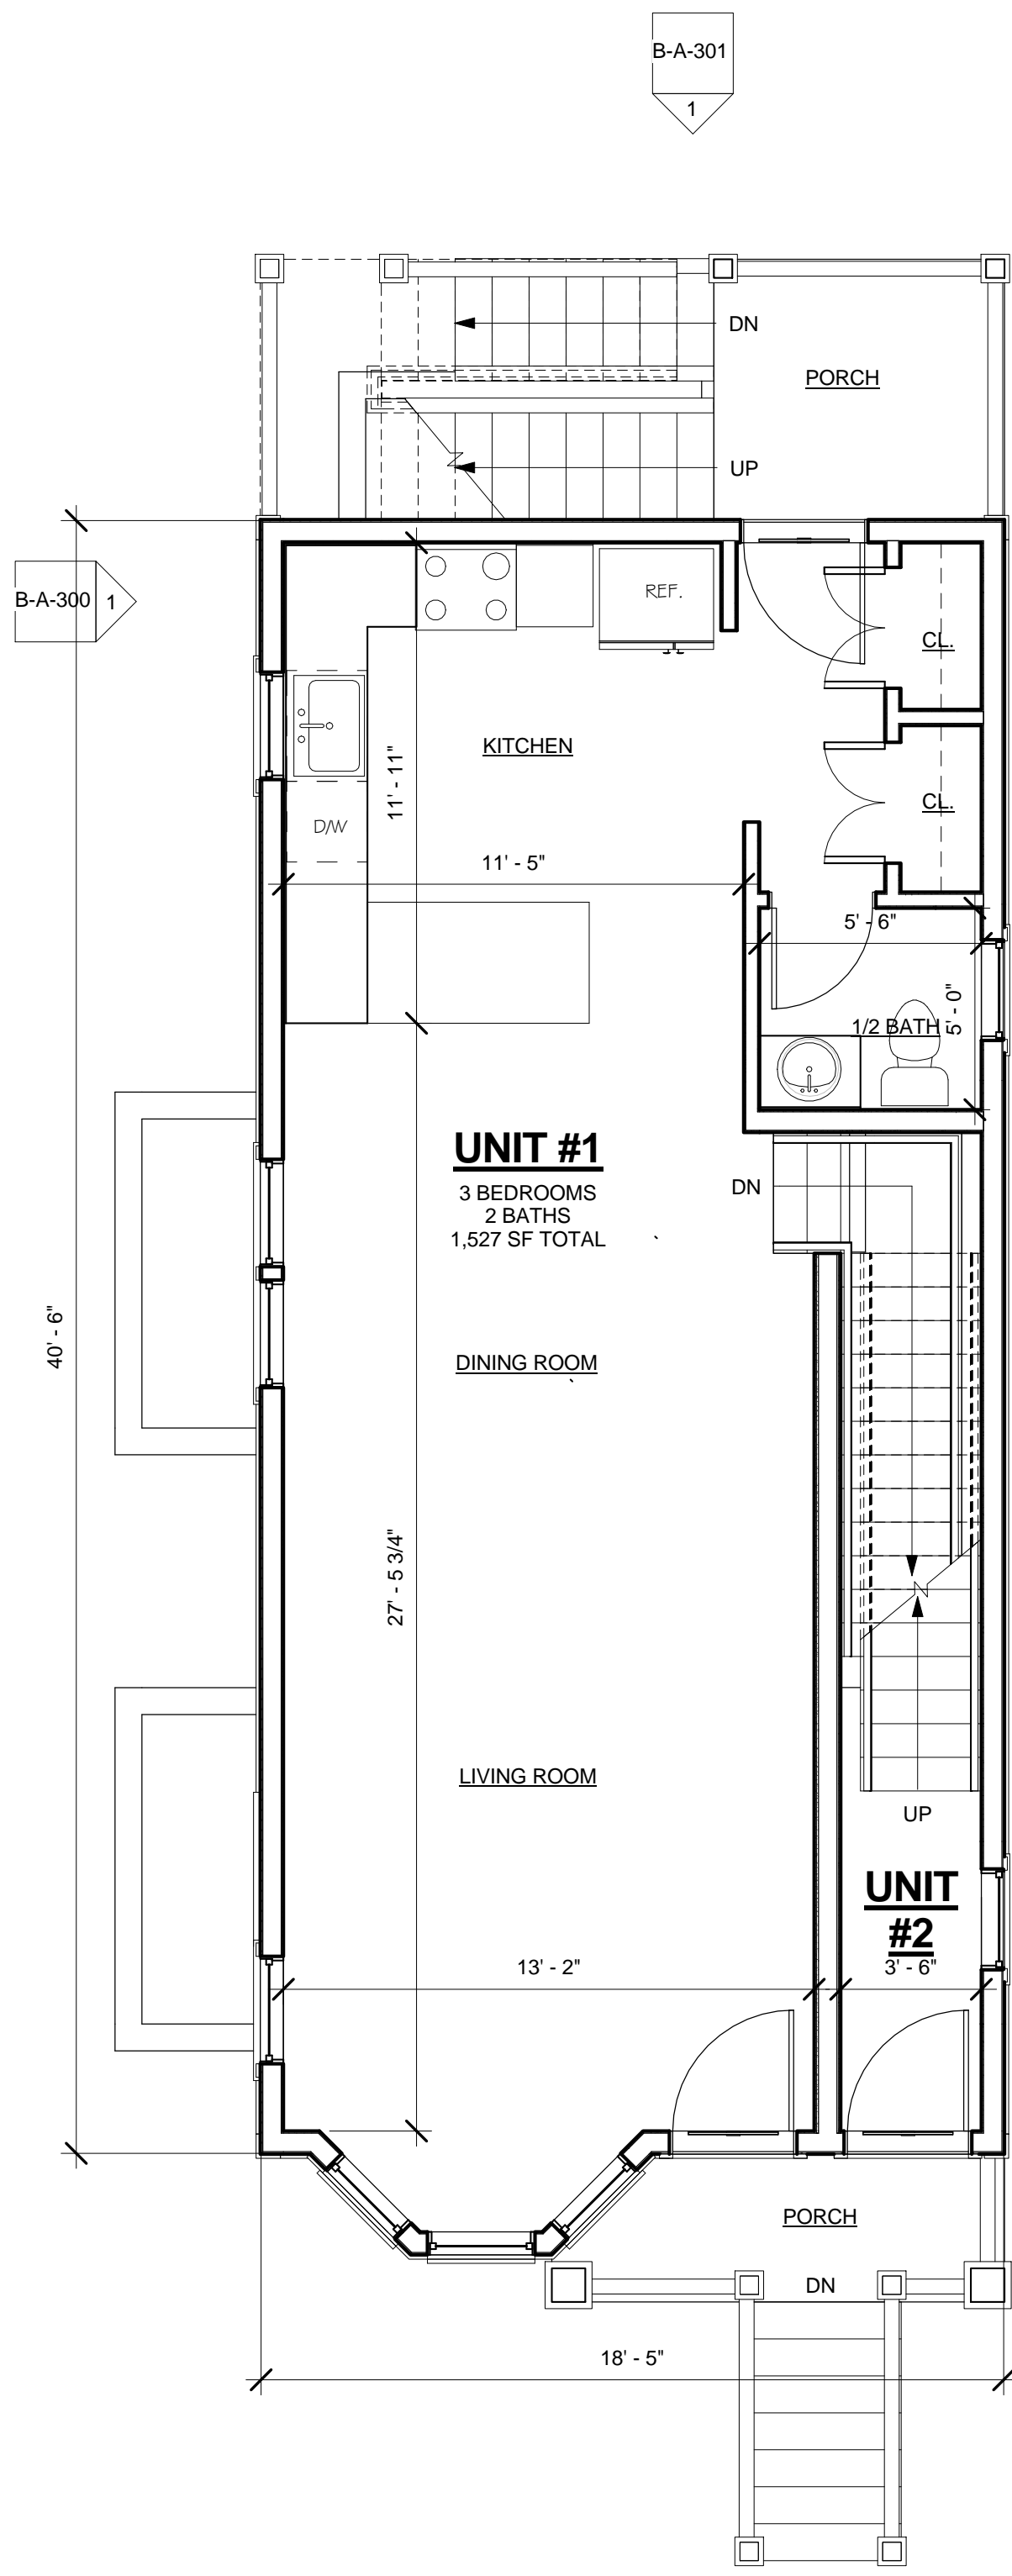 B-A-301
1
DN
PORCH
UP
B-A-300
1
REF.
CL.
KITCHEN
11' - 11"
CL.
D/W
11' - 5"
5' - 6"
5' - 0"
1/2 BATH
UNIT #1
3 BEDROOMS
2 BATHS
1,527 SF TOTAL
DN
40' - 6"
DINING ROOM
27' - 5 3/4"
LIVING ROOM
UP
UNIT
#2
13' - 2"
3' - 6"
PORCH
DN
18' - 5"